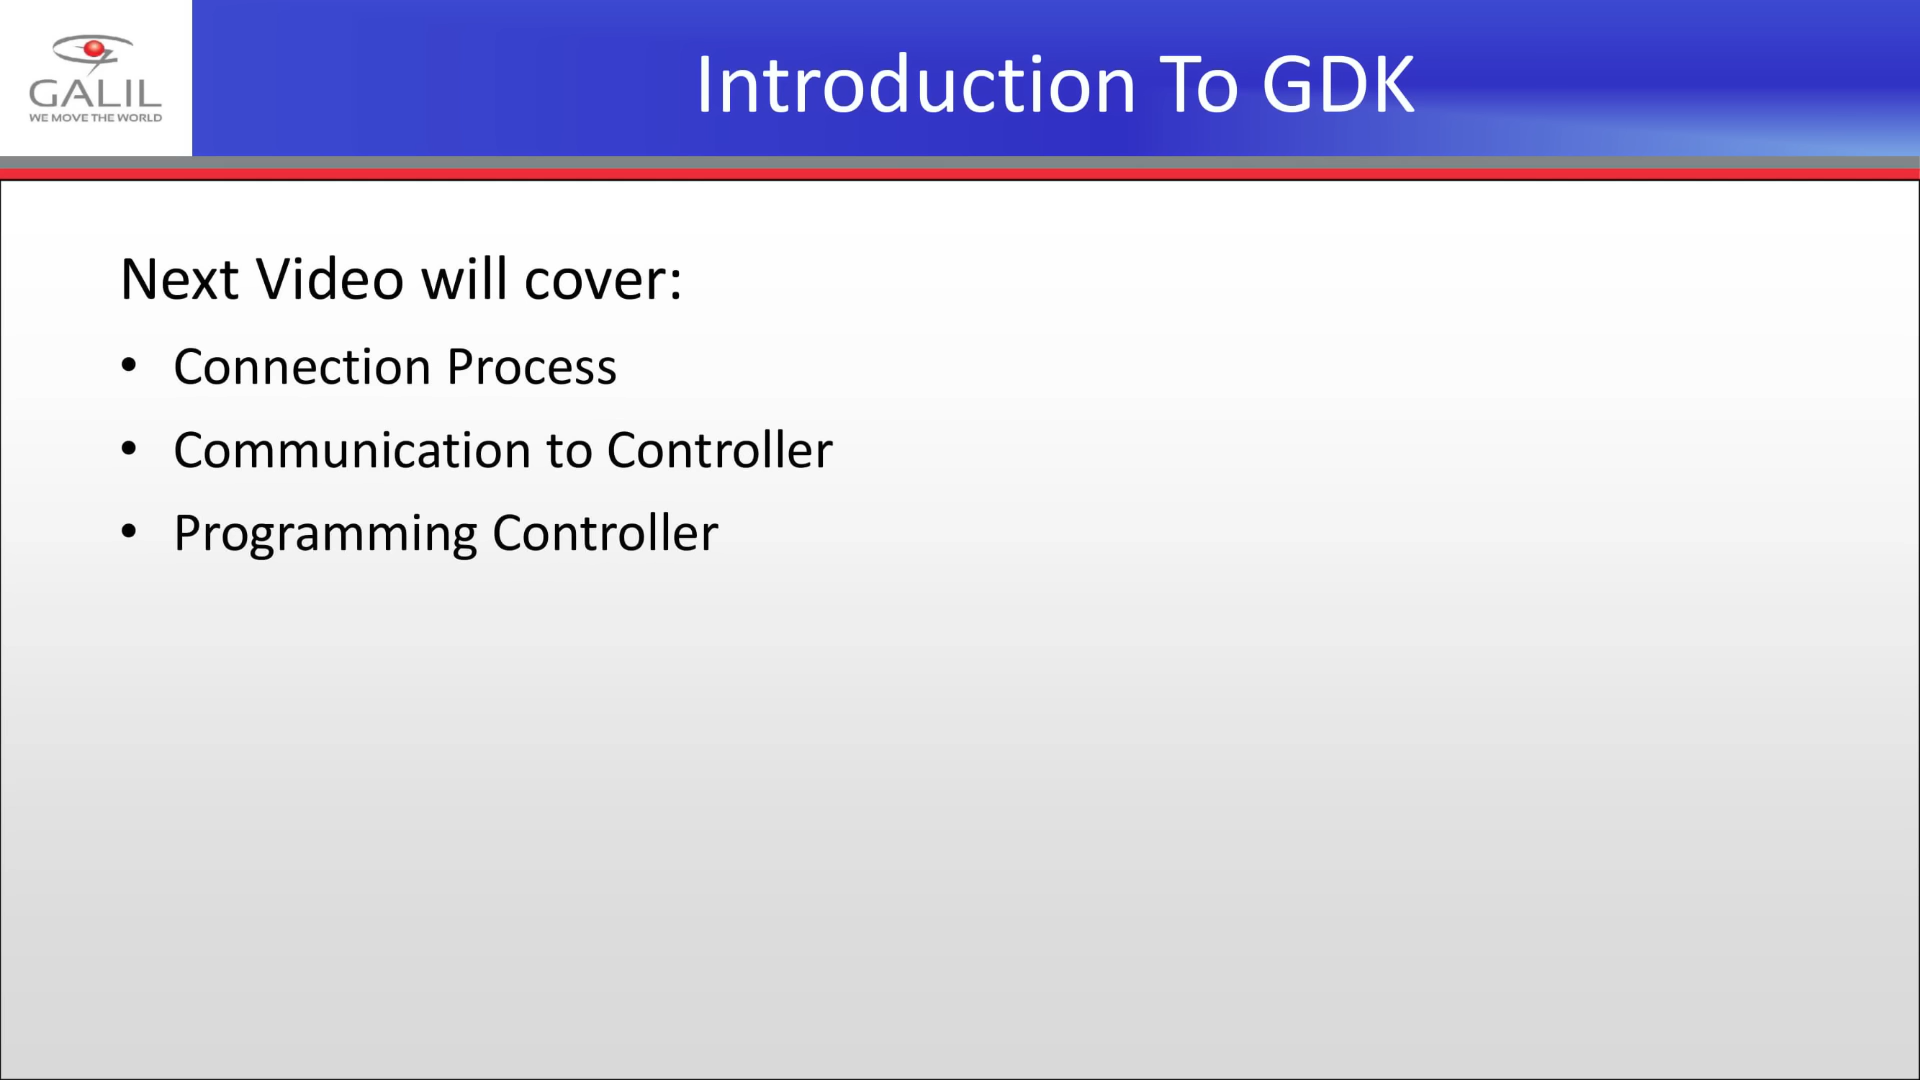 GALIL
WE MOVE THE WORLD
Introduction To GDK
Next Video will cover:
• Connection Process
• Communication to Controller
• Programming Controller